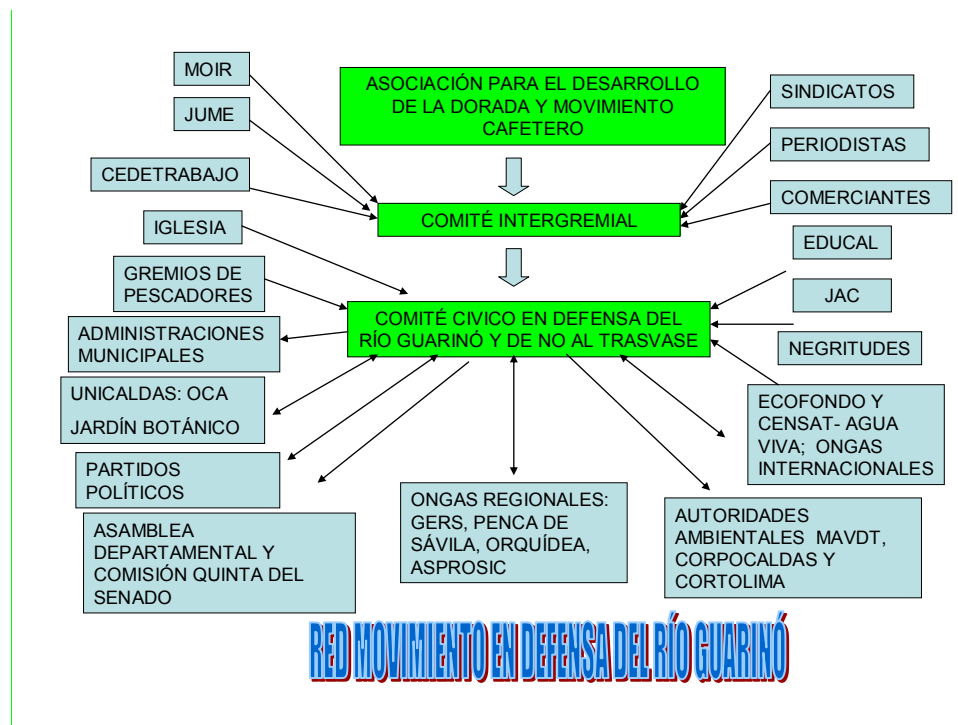 MOIR
JUME
CEDETRABAJO
IGLESIA
GREMIOS DE
PESCADORES
ADMINISTRACIONES
MUNICIPALES
UNICALDAS: OCA
JARDÍN BOTÁNICO
PARTIDOS
POLÍTICOS
ASAMBLEA
DEPARTAMENTAL Y
COMISIÓN QUINTA DEL
SENADO
ASOCIACIÓN PARA EL DESARROLLO
DE LA DORADA Y MOVIMIENTO
CAFETERO
COMITÉ INTERGREMIAL
COMITÉ CIVICO EN DEFENSA DEL
RÍO GUARINÓ Y DE NO AL TRASVASE
ONGAS REGIONALES:
GERS, PENCA DE
SÁVILA, ORQUÍDEA,
ASPROSIC
SINDICATOS
PERIODISTAS
COMERCIANTES
EDUCAL
JAC
NEGRITUDES
ECOFONDO Y
CENSAT- AGUA
VIVA; ONGAS
INTERNACIONALES
AUTORIDADES
AMBIENTALES MAVDT,
CORPOCALDAS Y
CORTOLIMA
RED MOVIMIENTO EN DEFENSA DEL RÍO GUARINÓ